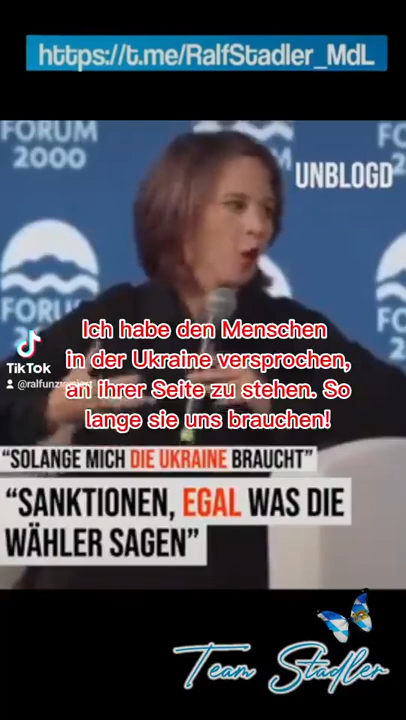 https://t.me/RalfStadler_MdL
FORUM
2000
UNBLOGD
Ich habe den Menschen
in der Ukraine versprochen,
an ihrer Seite zu stehen. So
lange sie uns brauchen!
TikTok
“SOLANGE MICH DIE UKRAINE BRAUCHT”
“SANKTIONEN, EGAL WAS DIE
WÄHLER SAGEN”
Team Stadler